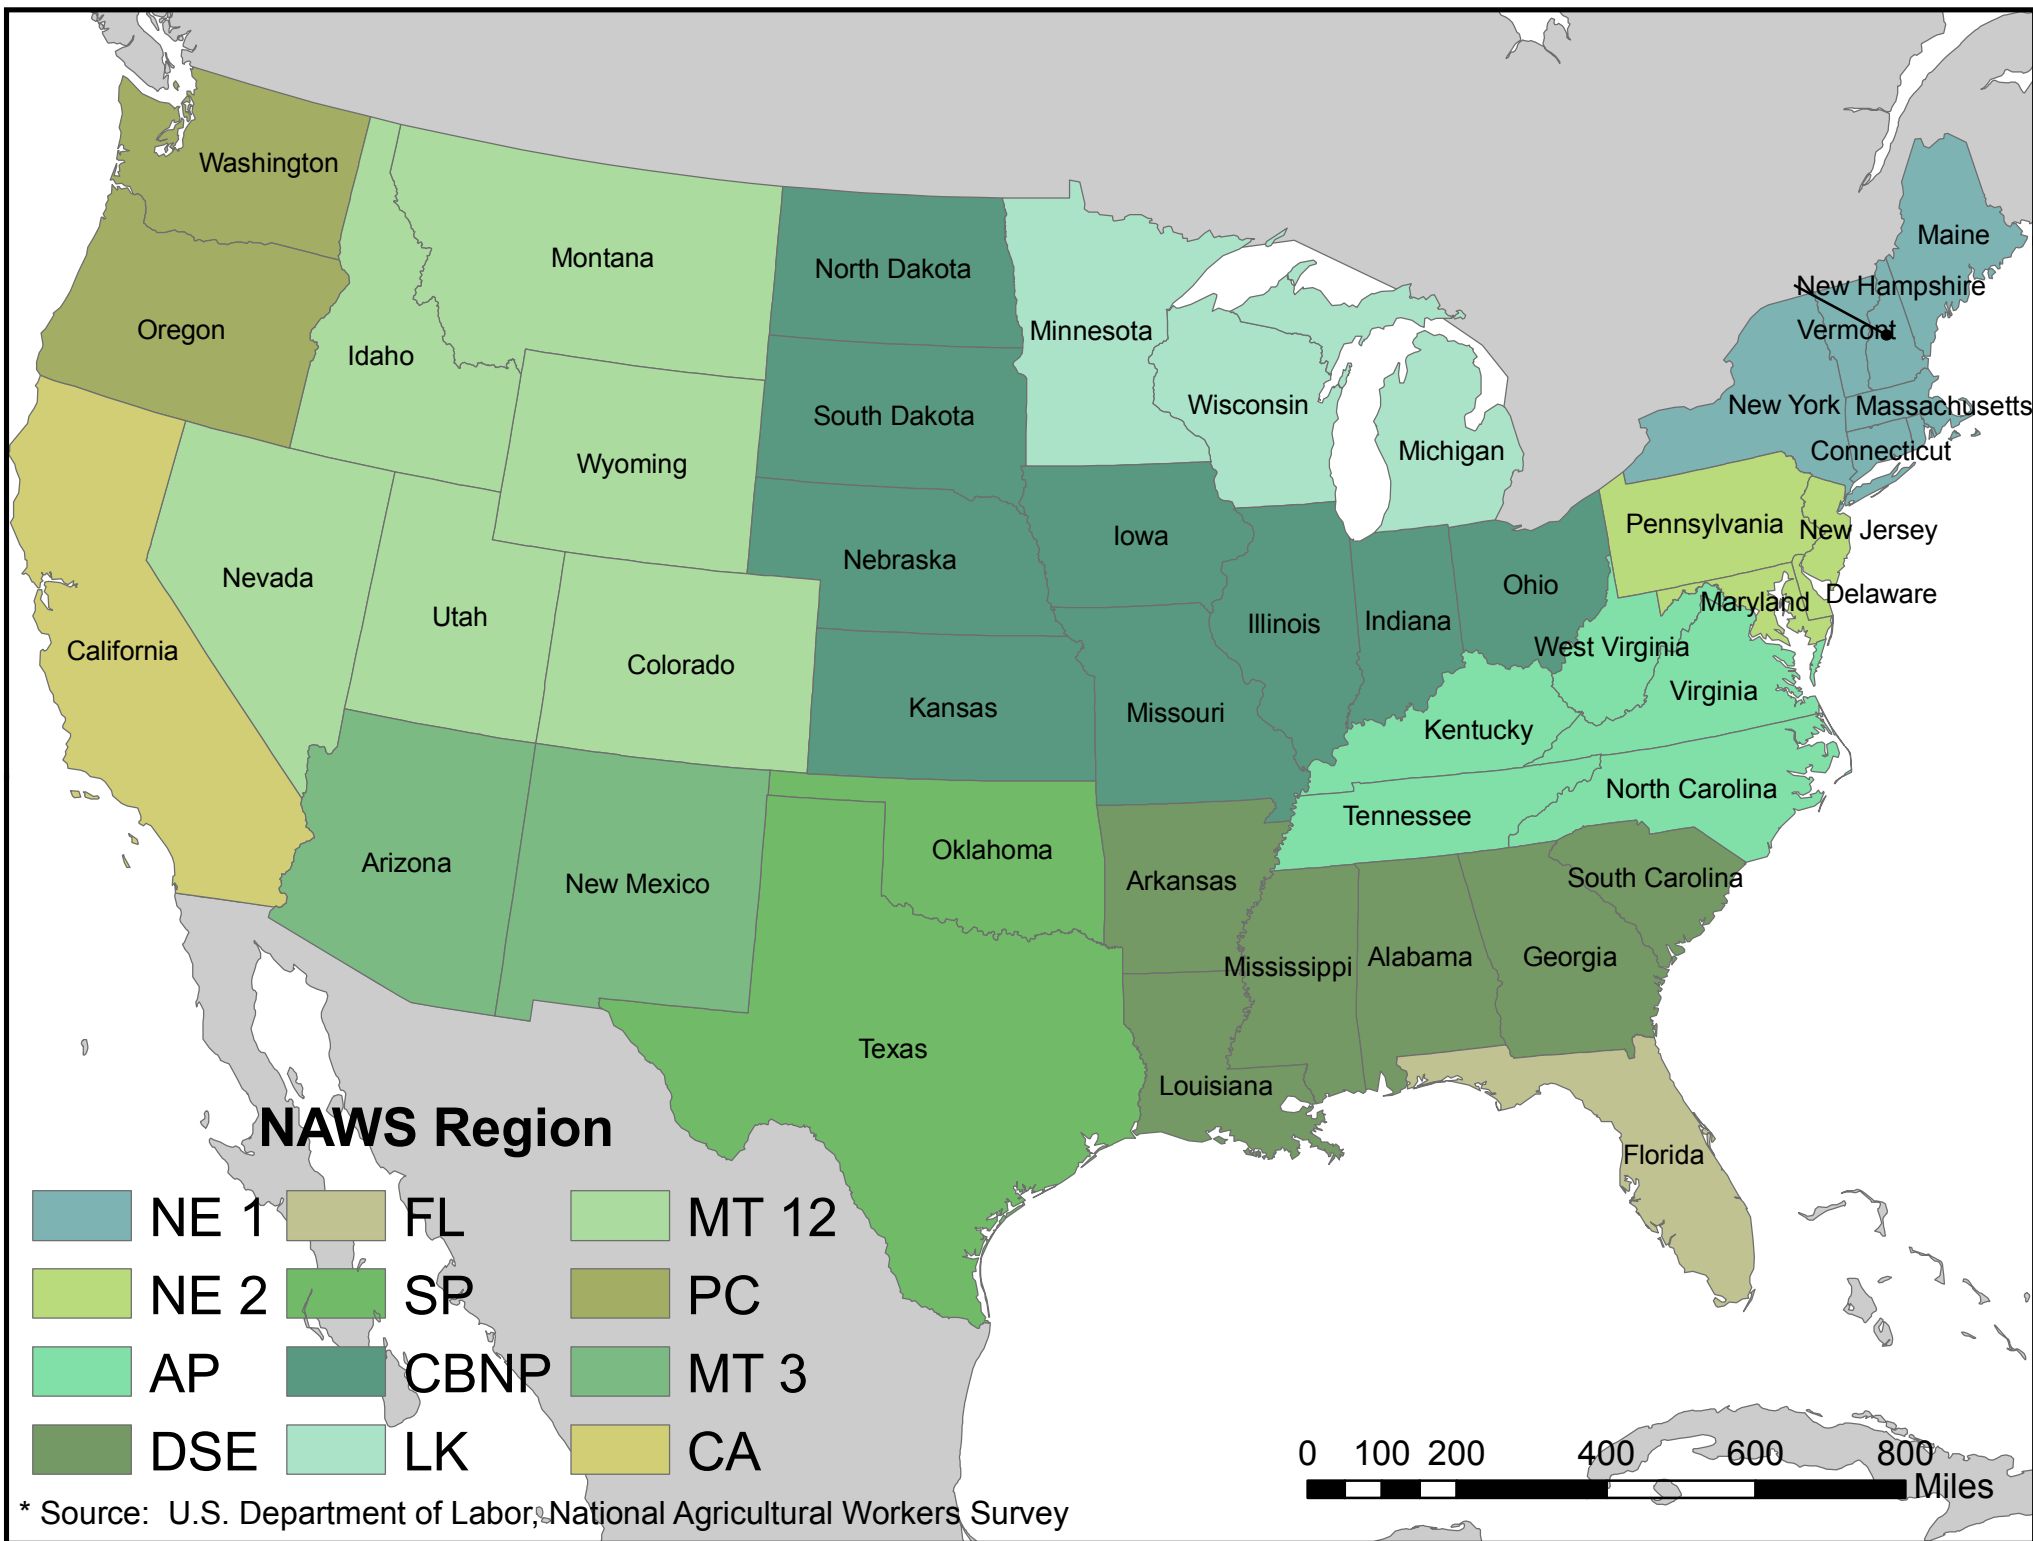 Washington
Maine
Montana
North Dakota
New Hampshire
Oregon
Minnesota
Vermont
Idaho
South Dakota
Wisconsin
New York
Massachusetts
Wyoming
Michigan
Connecticut
Pennsylvania
New Jersey
Iowa
Nebraska
Nevada
Ohio
Delaware
Maryland
Utah
Illinois
Indiana
California
West Virginia
Colorado
Virginia
Kansas
Missouri
Kentucky
North Carolina
Tennessee
Oklahoma
Arizona
New Mexico
Arkansas
South Carolina
Mississippi
Alabama
Georgia
Texas
Louisiana
Florida
NAWS Region
NE 1
FL
MT 12
NE 2
SP
PC
AP
CBNP
MT 3
DSE
LK
CA
0 100 200 400 600 800
Miles
* Source: U.S. Department of Labor, National Agricultural Workers Survey